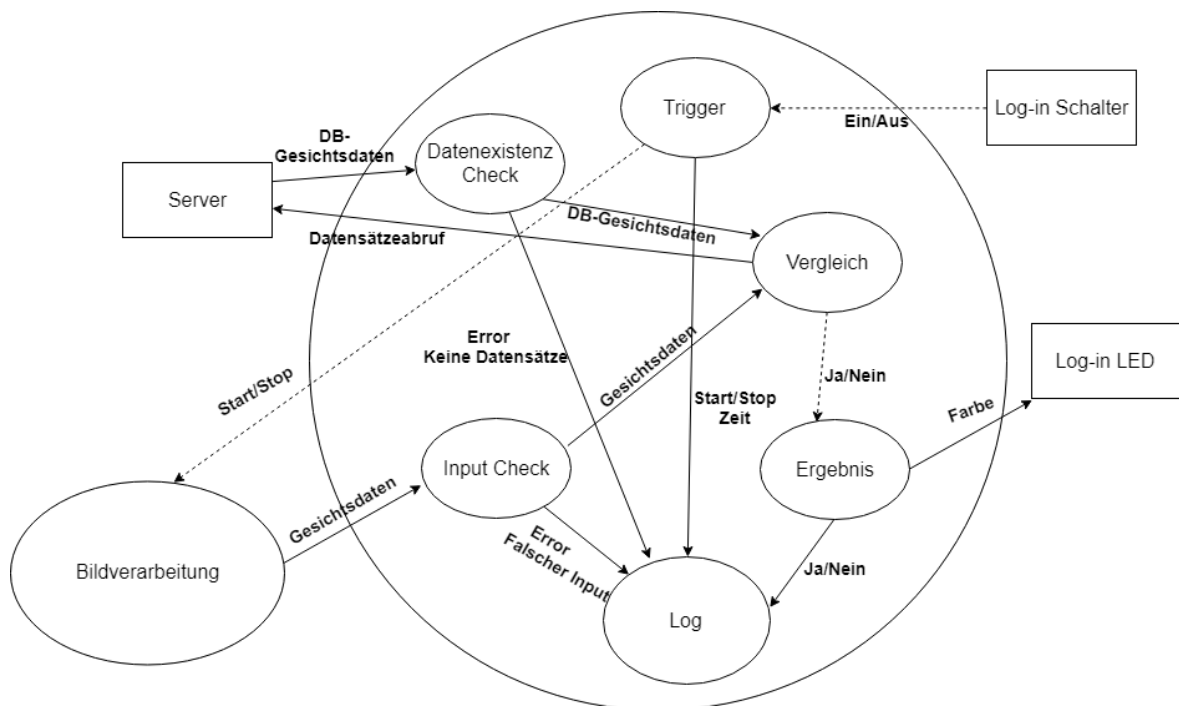 Trigger
Log-in Schalter
Ein/Aus
DB-
Gesichtsdaten
Datenexistenz
Check
Server
DB-Gesichtsdaten
Datensätzeabruf
Vergleich
Error
Keine Datensätze
Gesichtsdaten
Start/Stop
Ja/Nein
Log-in LED
Start/Stop
Zeit
Farbe
Input Check
Ergebnis
Gesichtsdaten
Error
Falscher Input
Bildverarbeitung
Ja/Nein
Log